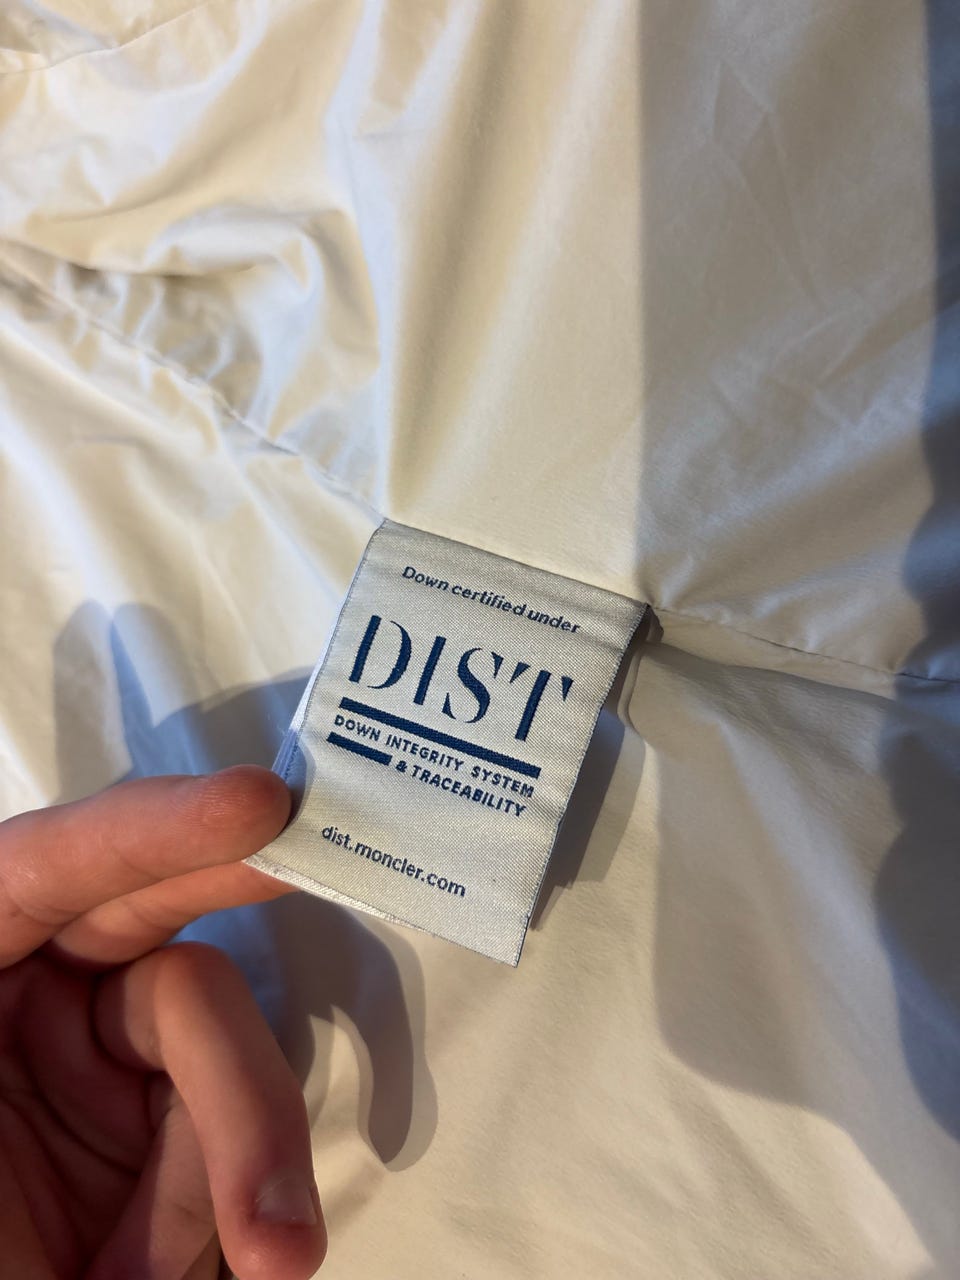 Down certified under
DIST
DOWN INTEGRITY SYSTEM
& TRACEABILITY
dist.moncler.com